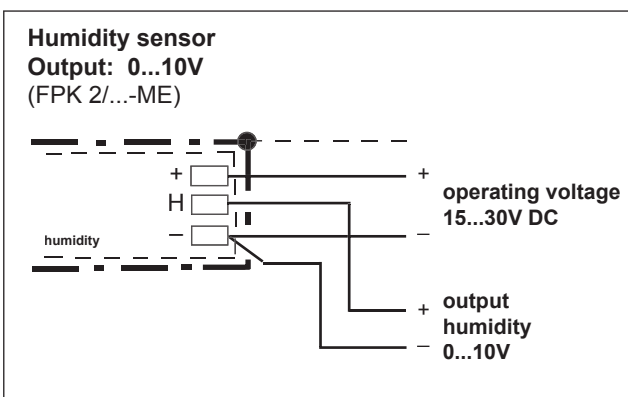 Humidity sensor
Output: 0...10V
(FPK 2/...-ME)
+
H
–
humidity
+
operating voltage
15...30V DC
–
+
output
humidity
0...10V
–